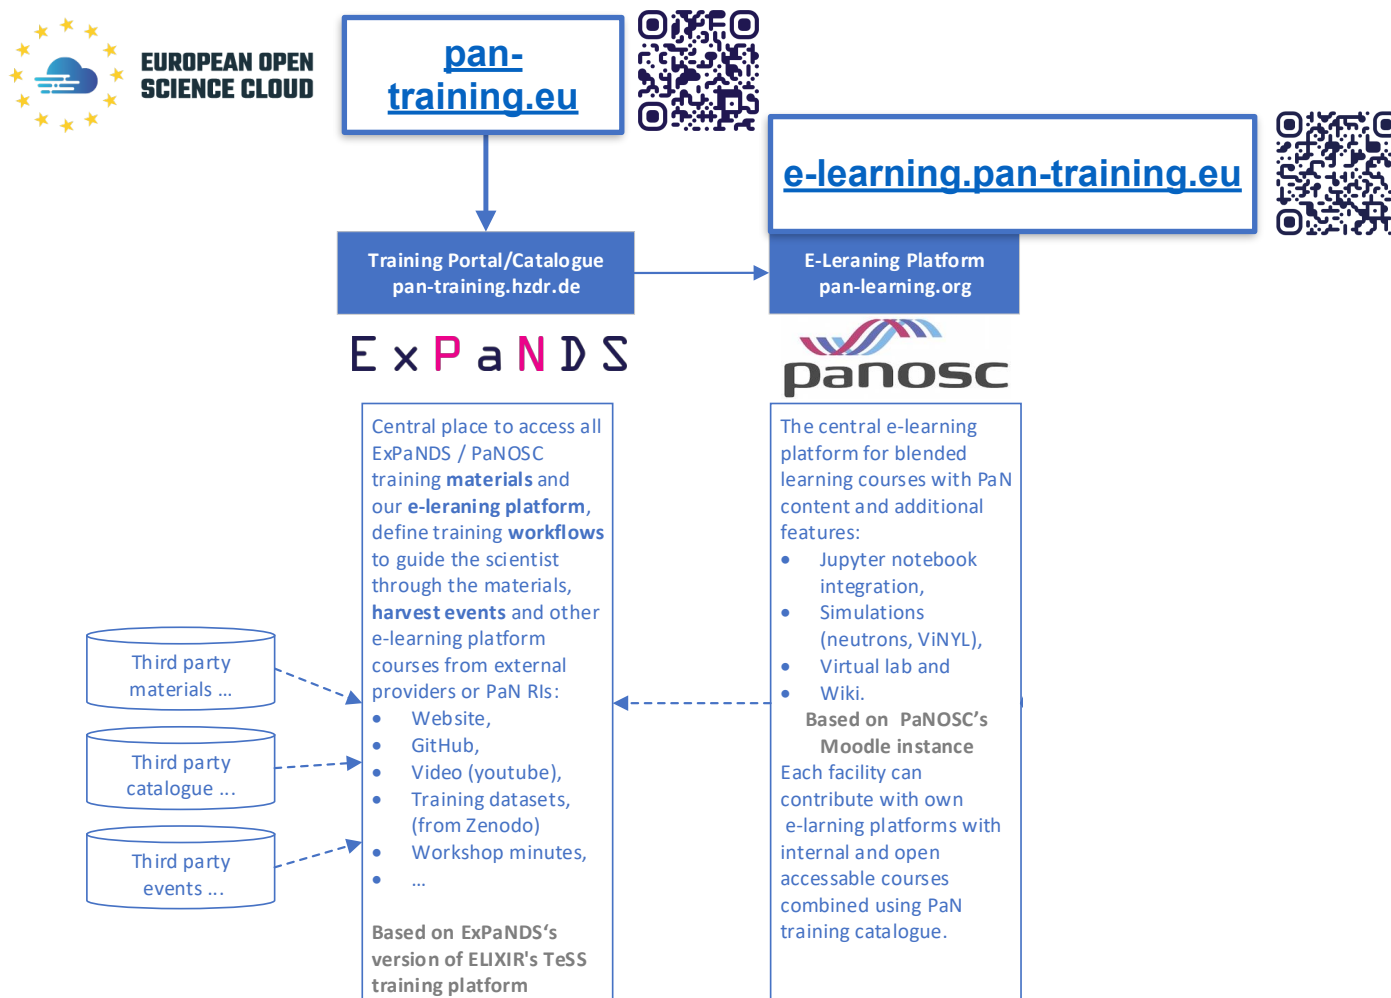 EUROPEAN OPEN
SCIENCE CLOUD
pan-
training.eu
e-learning.pan-training.eu
Training Portal/Catalogue
pan-training.hzdr.de
E-Leraning Platform
pan-learning.org
ExPaNDS
panosc
Central place to access all
ExPaNDS / PaNOSC
training materials and
our e-leraning platform,
define training workflows
to guide the scientist
through the materials,
harvest events and other
e-learning platform
courses from external
providers or PaN RIs:
• Website,
• GitHub,
• Video (youtube),
• Training datasets,
(from Zenodo)
• Workshop minutes,
• ...
Based on ExPaNDS‘s
version of ELIXIR's TeSS
training platform
The central e-learning
platform for blended
learning courses with PaN
content and additional
features:
• Jupyter notebook
integration,
• Simulations
(neutrons, ViNYL),
• Virtual lab and
• Wiki.
Based on PaNOSC’s
Moodle instance
Each facility can
contribute with own
e-larning platforms with
internal and open
accessable courses
combined using PaN
training catalogue.
Third party
materials ...
Third party
catalogue ...
Third party
events ...